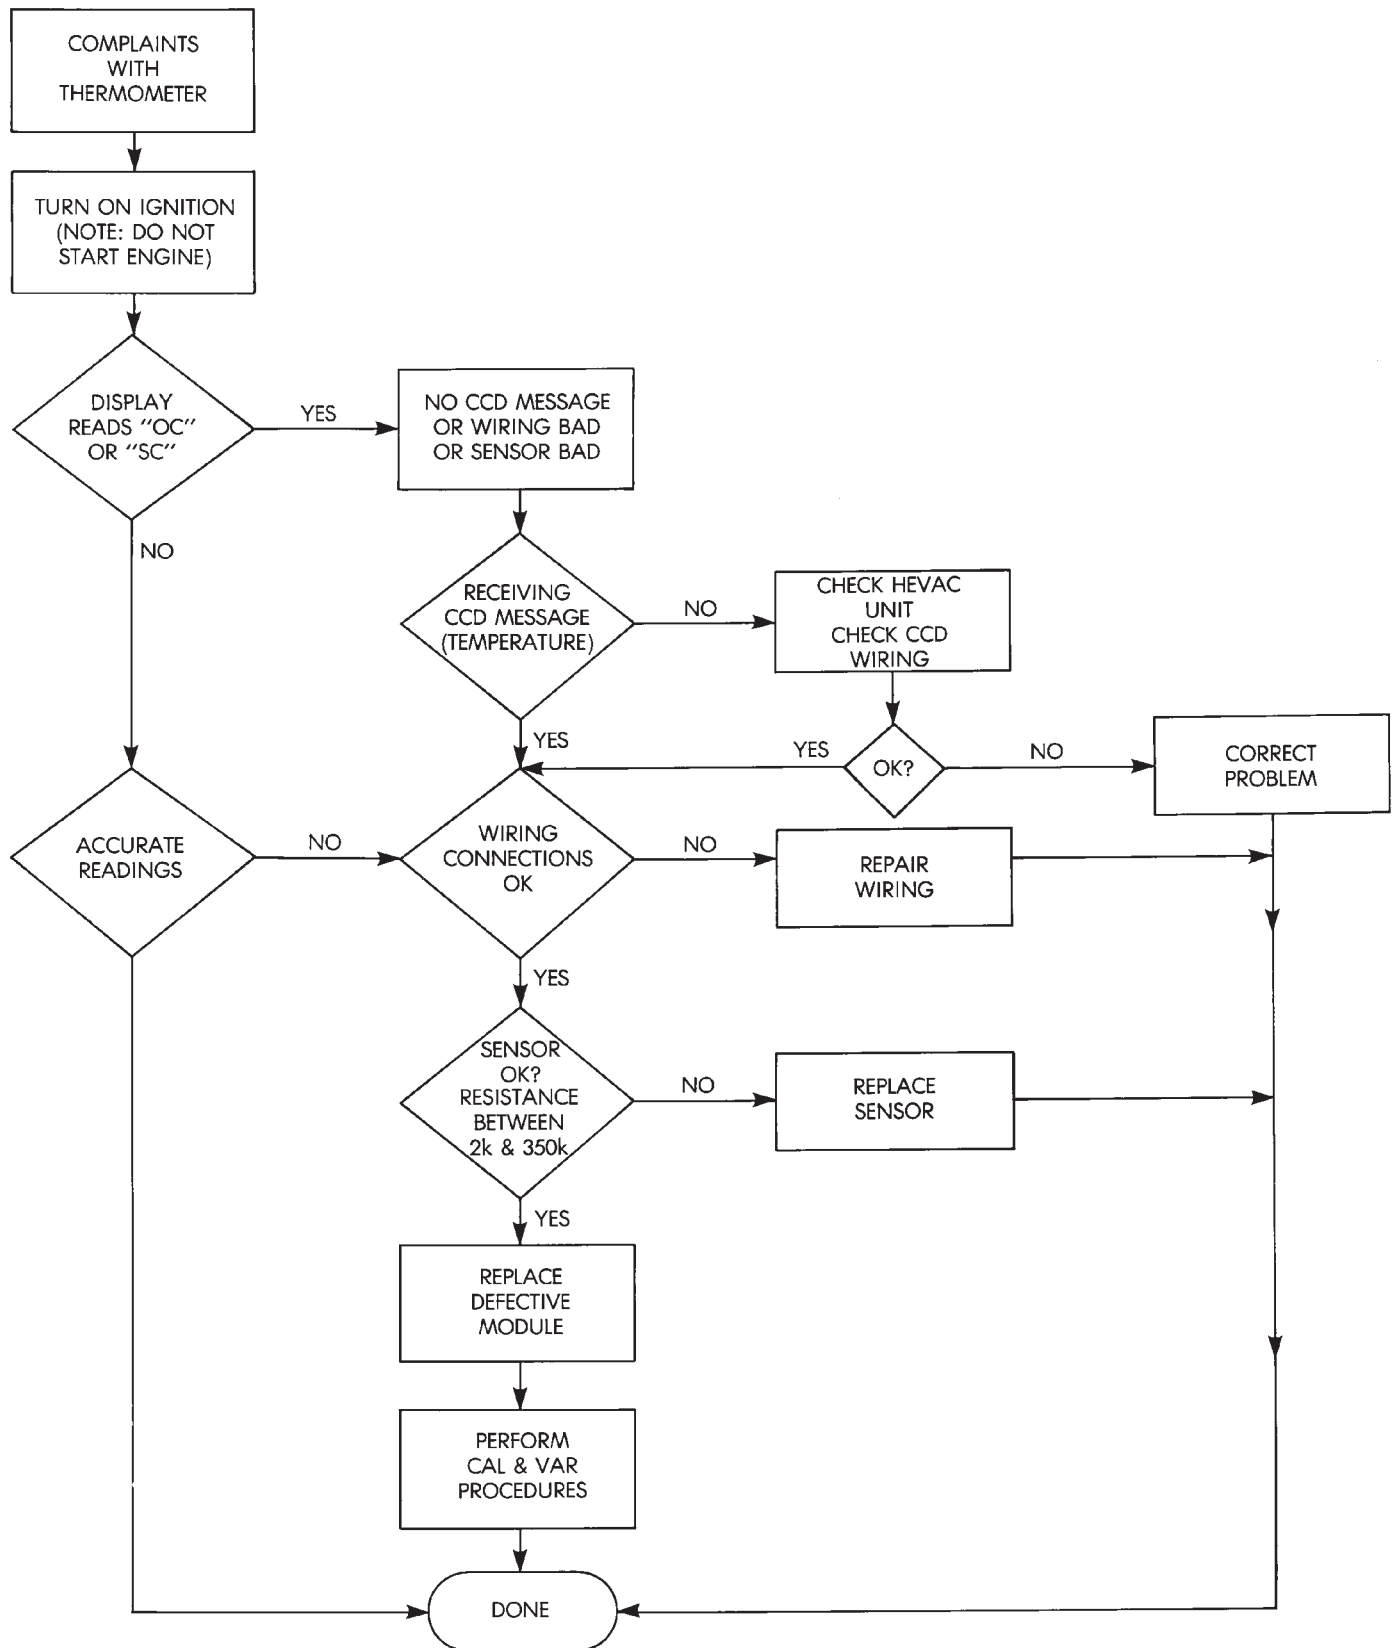 COMPLAINTS
WITH
THERMOMETER
TURN ON IGNITION
(NOTE: DO NOT
START ENGINE)
DISPLAY
READS "OC"
OR "SC"
YES
NO CCD MESSAGE
OR WIRING BAD
OR SENSOR BAD
NO
RECEIVING
CCD MESSAGE
(TEMPERATURE)
NO
CHECK HEVAC
UNIT
CHECK CCD
WIRING
YES
YES
OK?
NO
CORRECT
PROBLEM
ACCURATE
READINGS
NO
WIRING
CONNECTIONS
OK
NO
REPAIR
WIRING
YES
SENSOR
OK?
RESISTANCE
BETWEEN
2k & 350k
NO
REPLACE
SENSOR
YES
REPLACE
DEFECTIVE
MODULE
PERFORM
CAL & VAR
PROCEDURES
DONE